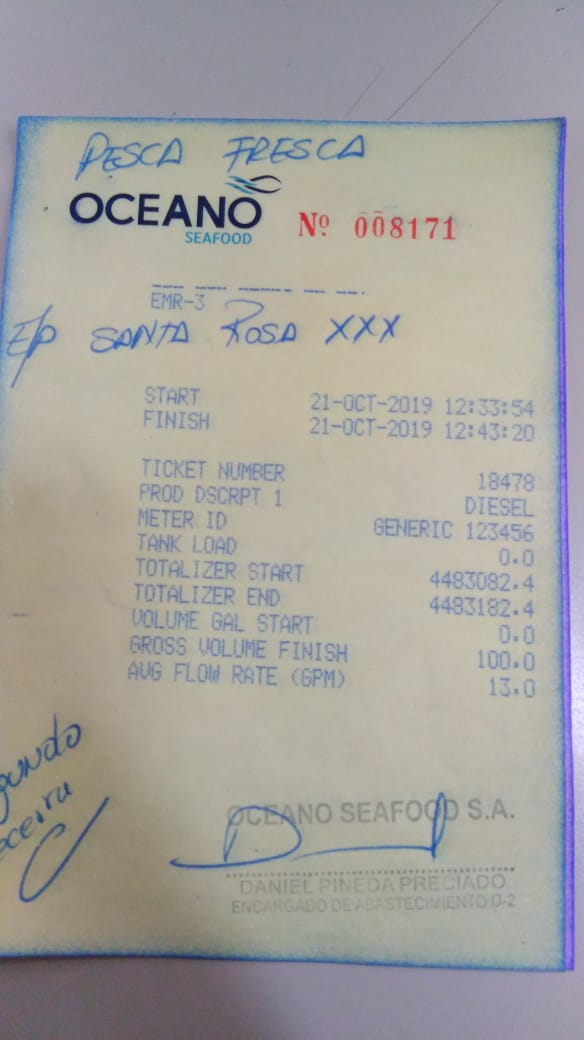 PESCA FRESCA
OCEANO
SEAFOOD
Nº 008171
EMR-3
E/P SANTA ROSA XXX
START 21-OCT-2019 12:33:54
FINISH 21-OCT-2019 12:43:20
TICKET NUMBER 18478
PROD DSCRPT 1 DIESEL
METER ID GENERIC 123456
TANK LOAD 0.0
TOTALIZER START 4483082.4
TOTALIZER END 4483182.4
VOLUME GAL START 0.0
GROSS VOLUME FINISH 100.0
AVG FLOW RATE (GPM) 13.0
OCEANO SEAFOOD S.A.
DANIEL PINEDA PRECIADO
ENCARGADO DE ABASTECIMIENTO O-2